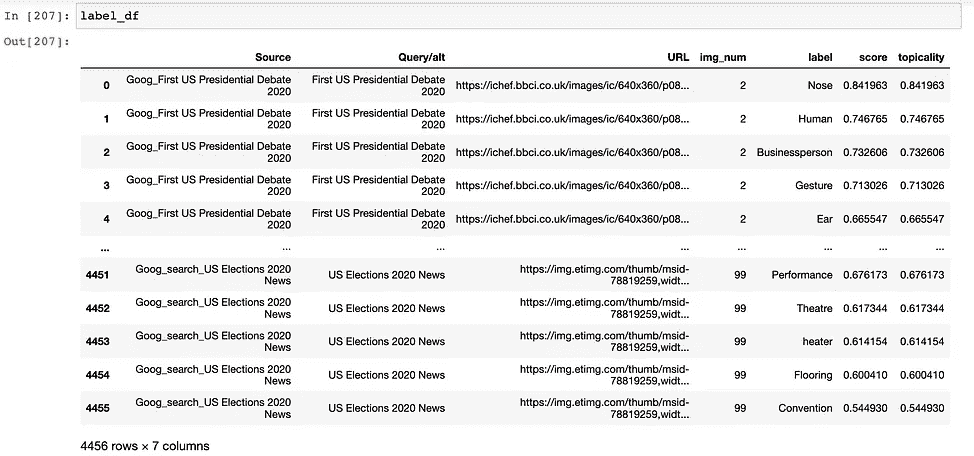 In [207]: label_df
Out[207]:
Source Query/alt URL img_num label score topicality
0 Goog_First US Presidential Debate 2020 First US Presidential Debate 2020 https://ichef.bbci.co.uk/images/ic/640x360/p08... 2 Nose 0.841963 0.841963
1 Goog_First US Presidential Debate 2020 First US Presidential Debate 2020 https://ichef.bbci.co.uk/images/ic/640x360/p08... 2 Human 0.746765 0.746765
2 Goog_First US Presidential Debate 2020 First US Presidential Debate 2020 https://ichef.bbci.co.uk/images/ic/640x360/p08... 2 Businessperson 0.732606 0.732606
3 Goog_First US Presidential Debate 2020 First US Presidential Debate 2020 https://ichef.bbci.co.uk/images/ic/640x360/p08... 2 Gesture 0.713026 0.713026
4 Goog_First US Presidential Debate 2020 First US Presidential Debate 2020 https://ichef.bbci.co.uk/images/ic/640x360/p08... 2 Ear 0.665547 0.665547
... ... ... ... ... ... ... ...
4451 Goog_search_US Elections 2020 News US Elections 2020 News https://img.etimg.com/thumb/msid-78819259,widt... 99 Performance 0.676173 0.676173
4452 Goog_search_US Elections 2020 News US Elections 2020 News https://img.etimg.com/thumb/msid-78819259,widt... 99 Theatre 0.617344 0.617344
4453 Goog_search_US Elections 2020 News US Elections 2020 News https://img.etimg.com/thumb/msid-78819259,widt... 99 heater 0.614154 0.614154
4454 Goog_search_US Elections 2020 News US Elections 2020 News https://img.etimg.com/thumb/msid-78819259,widt... 99 Flooring 0.600410 0.600410
4455 Goog_search_US Elections 2020 News US Elections 2020 News https://img.etimg.com/thumb/msid-78819259,widt... 99 Convention 0.544930 0.544930
4456 rows × 7 columns